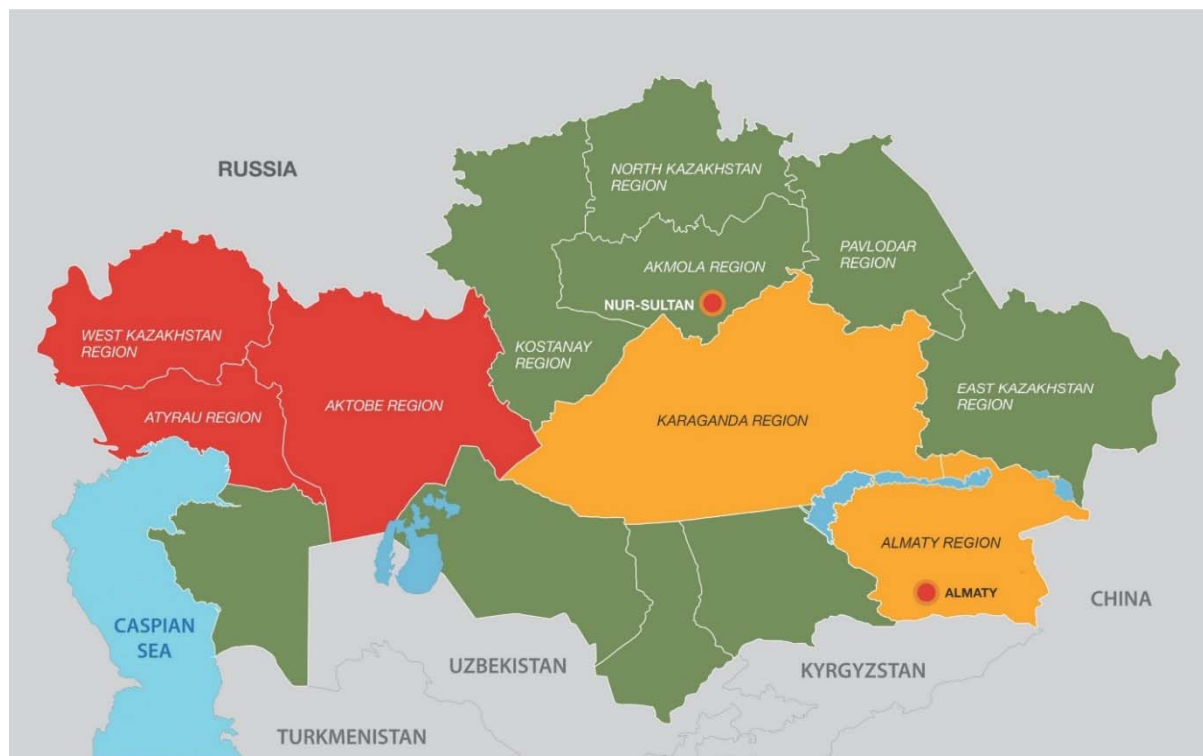 RUSSIA
NORTH KAZAKHSTAN
REGION
PAVLODAR
REGION
AKMOLA REGION
NUR-SULTAN
WEST KAZAKHSTAN
REGION
KOSTANAY
REGION
EAST KAZAKHSTAN
REGION
ATYRAU REGION
AKTOBE REGION
KARAGANDA REGION
ALMATY REGION
ALMATY
CHINA
CASPIAN
SEA
UZBEKISTAN
KYRGYZSTAN
TURKMENISTAN